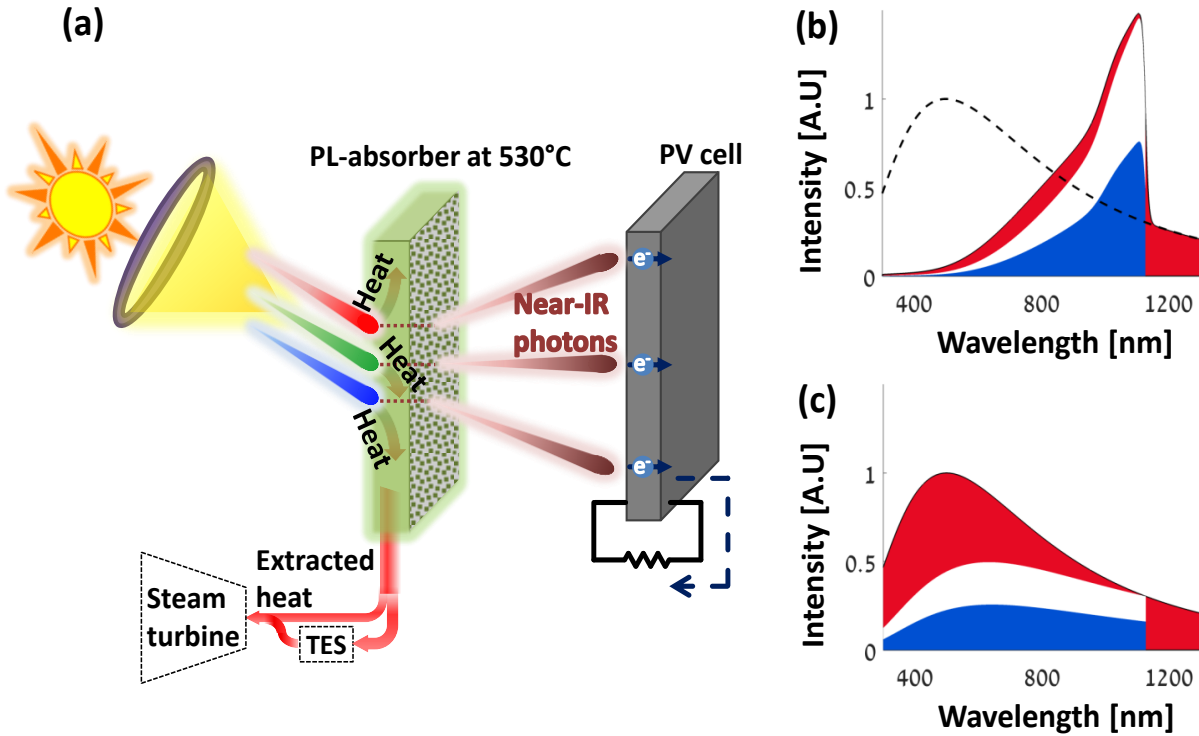 (a)
PL-absorber at 530°C
PV cell
Heat
Heat
Heat
Near-IR
photons
e-
e-
e-
Extracted
heat
Steam
turbine
TES
(b)
Intensity [A.U]
1
0.5
0
400
800
1200
Wavelength [nm]
(c)
Intensity [A.U]
1
0.5
0
400
800
1200
Wavelength [nm]